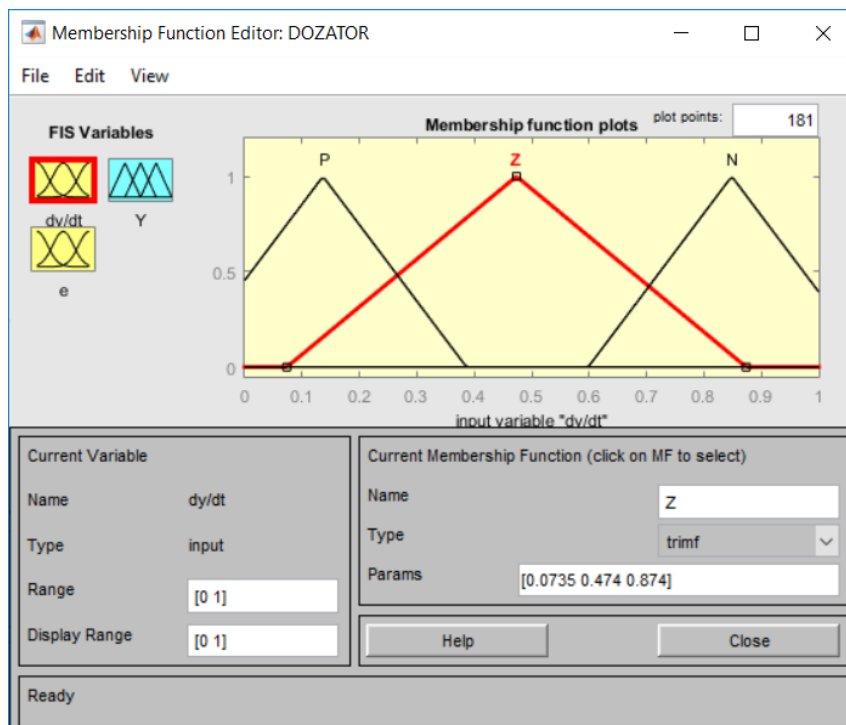 Membership Function Editor: DOZATOR
File Edit View
FIS Variables
dy/dt
Y
e
Membership function plots
plot points: 181
P
Z
N
1
0.5
0
0 0.1 0.2 0.3 0.4 0.5 0.6 0.7 0.8 0.9 1
input variable "dy/dt"
Current Variable
Name dy/dt
Type input
Range [0 1]
Display Range [0 1]
Current Membership Function (click on MF to select)
Name Z
Type trimf
Params [0.0735 0.474 0.874]
Help Close
Ready